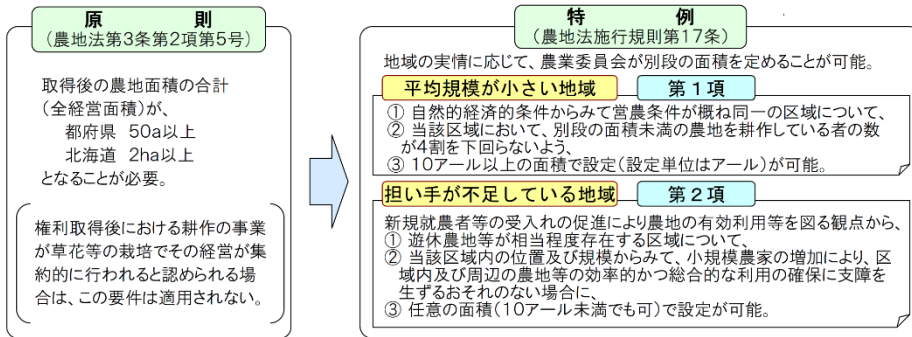 原　則
（農地法第3条第2項第5号）
取得後の農地面積の合計
（全経営面積）が、
都府県　50a以上
北海道　2ha以上
となることが必要。
権利取得後における耕作の事業
が草花等の栽培でその経営が集
約的に行われると認められる場
合は、この要件は適用されない。
特　例
（農地法施行規則第17条）
地域の実情に応じて、農業委員会が別段の面積を定めることが可能。
平均規模が小さい地域　第１項
① 自然的経済的条件からみて営農条件が概ね同一の区域について、
② 当該区域において、別段の面積未満の農地を耕作している者の数
が4割を下回らないよう、
③ 10アール以上の面積で設定（設定単位はアール）が可能。
担い手が不足している地域　第２項
新規就農者等の受入れの促進により農地の有効利用等を図る観点から、
① 遊休農地等が相当程度存在する区域について、
② 当該区域内の位置及び規模からみて、小規模農家の増加により、区
域内及び周辺の農地等の効率的かつ総合的な利用の確保に支障を
生ずるおそれのない場合に、
③ 任意の面積（10アール未満でも可）で設定が可能。